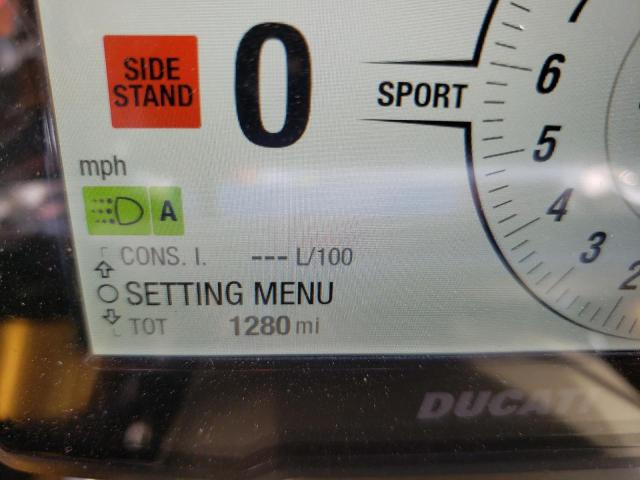 SIDE
STAND
0
mph
A
SPORT
7
6
5
4
3
2
CONS. I. --- L/100
SETTING MENU
TOT 1280 mi
DUCATI